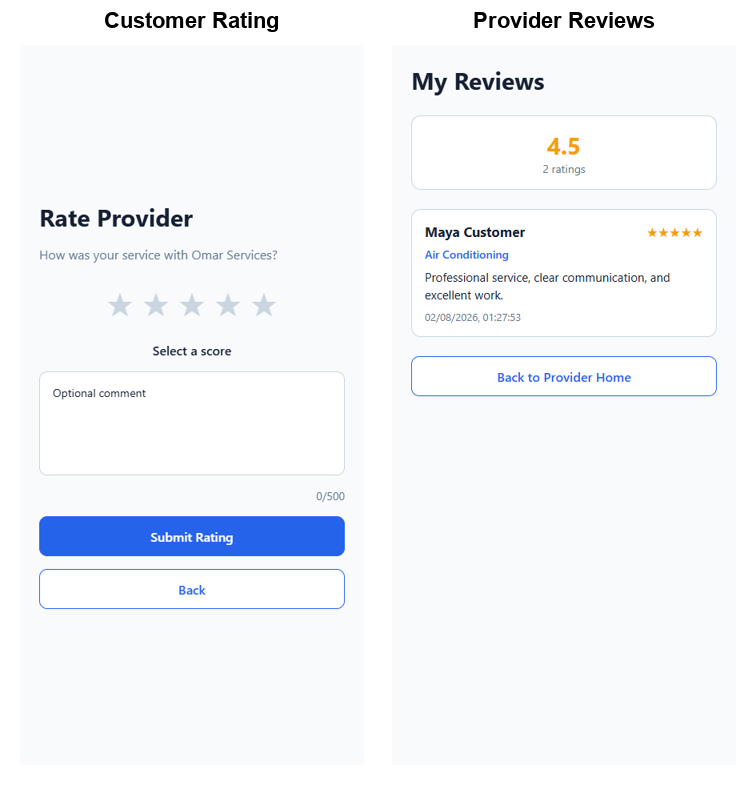 Customer Rating
Rate Provider
How was your service with Omar Services?
★★★★★
Select a score
Optional comment
0/500
Submit Rating
Back
Provider Reviews
My Reviews
4.5
2 ratings
Maya Customer ★★★★★
Air Conditioning
Professional service, clear communication, and
excellent work.
02/08/2026, 01:27:53
Back to Provider Home